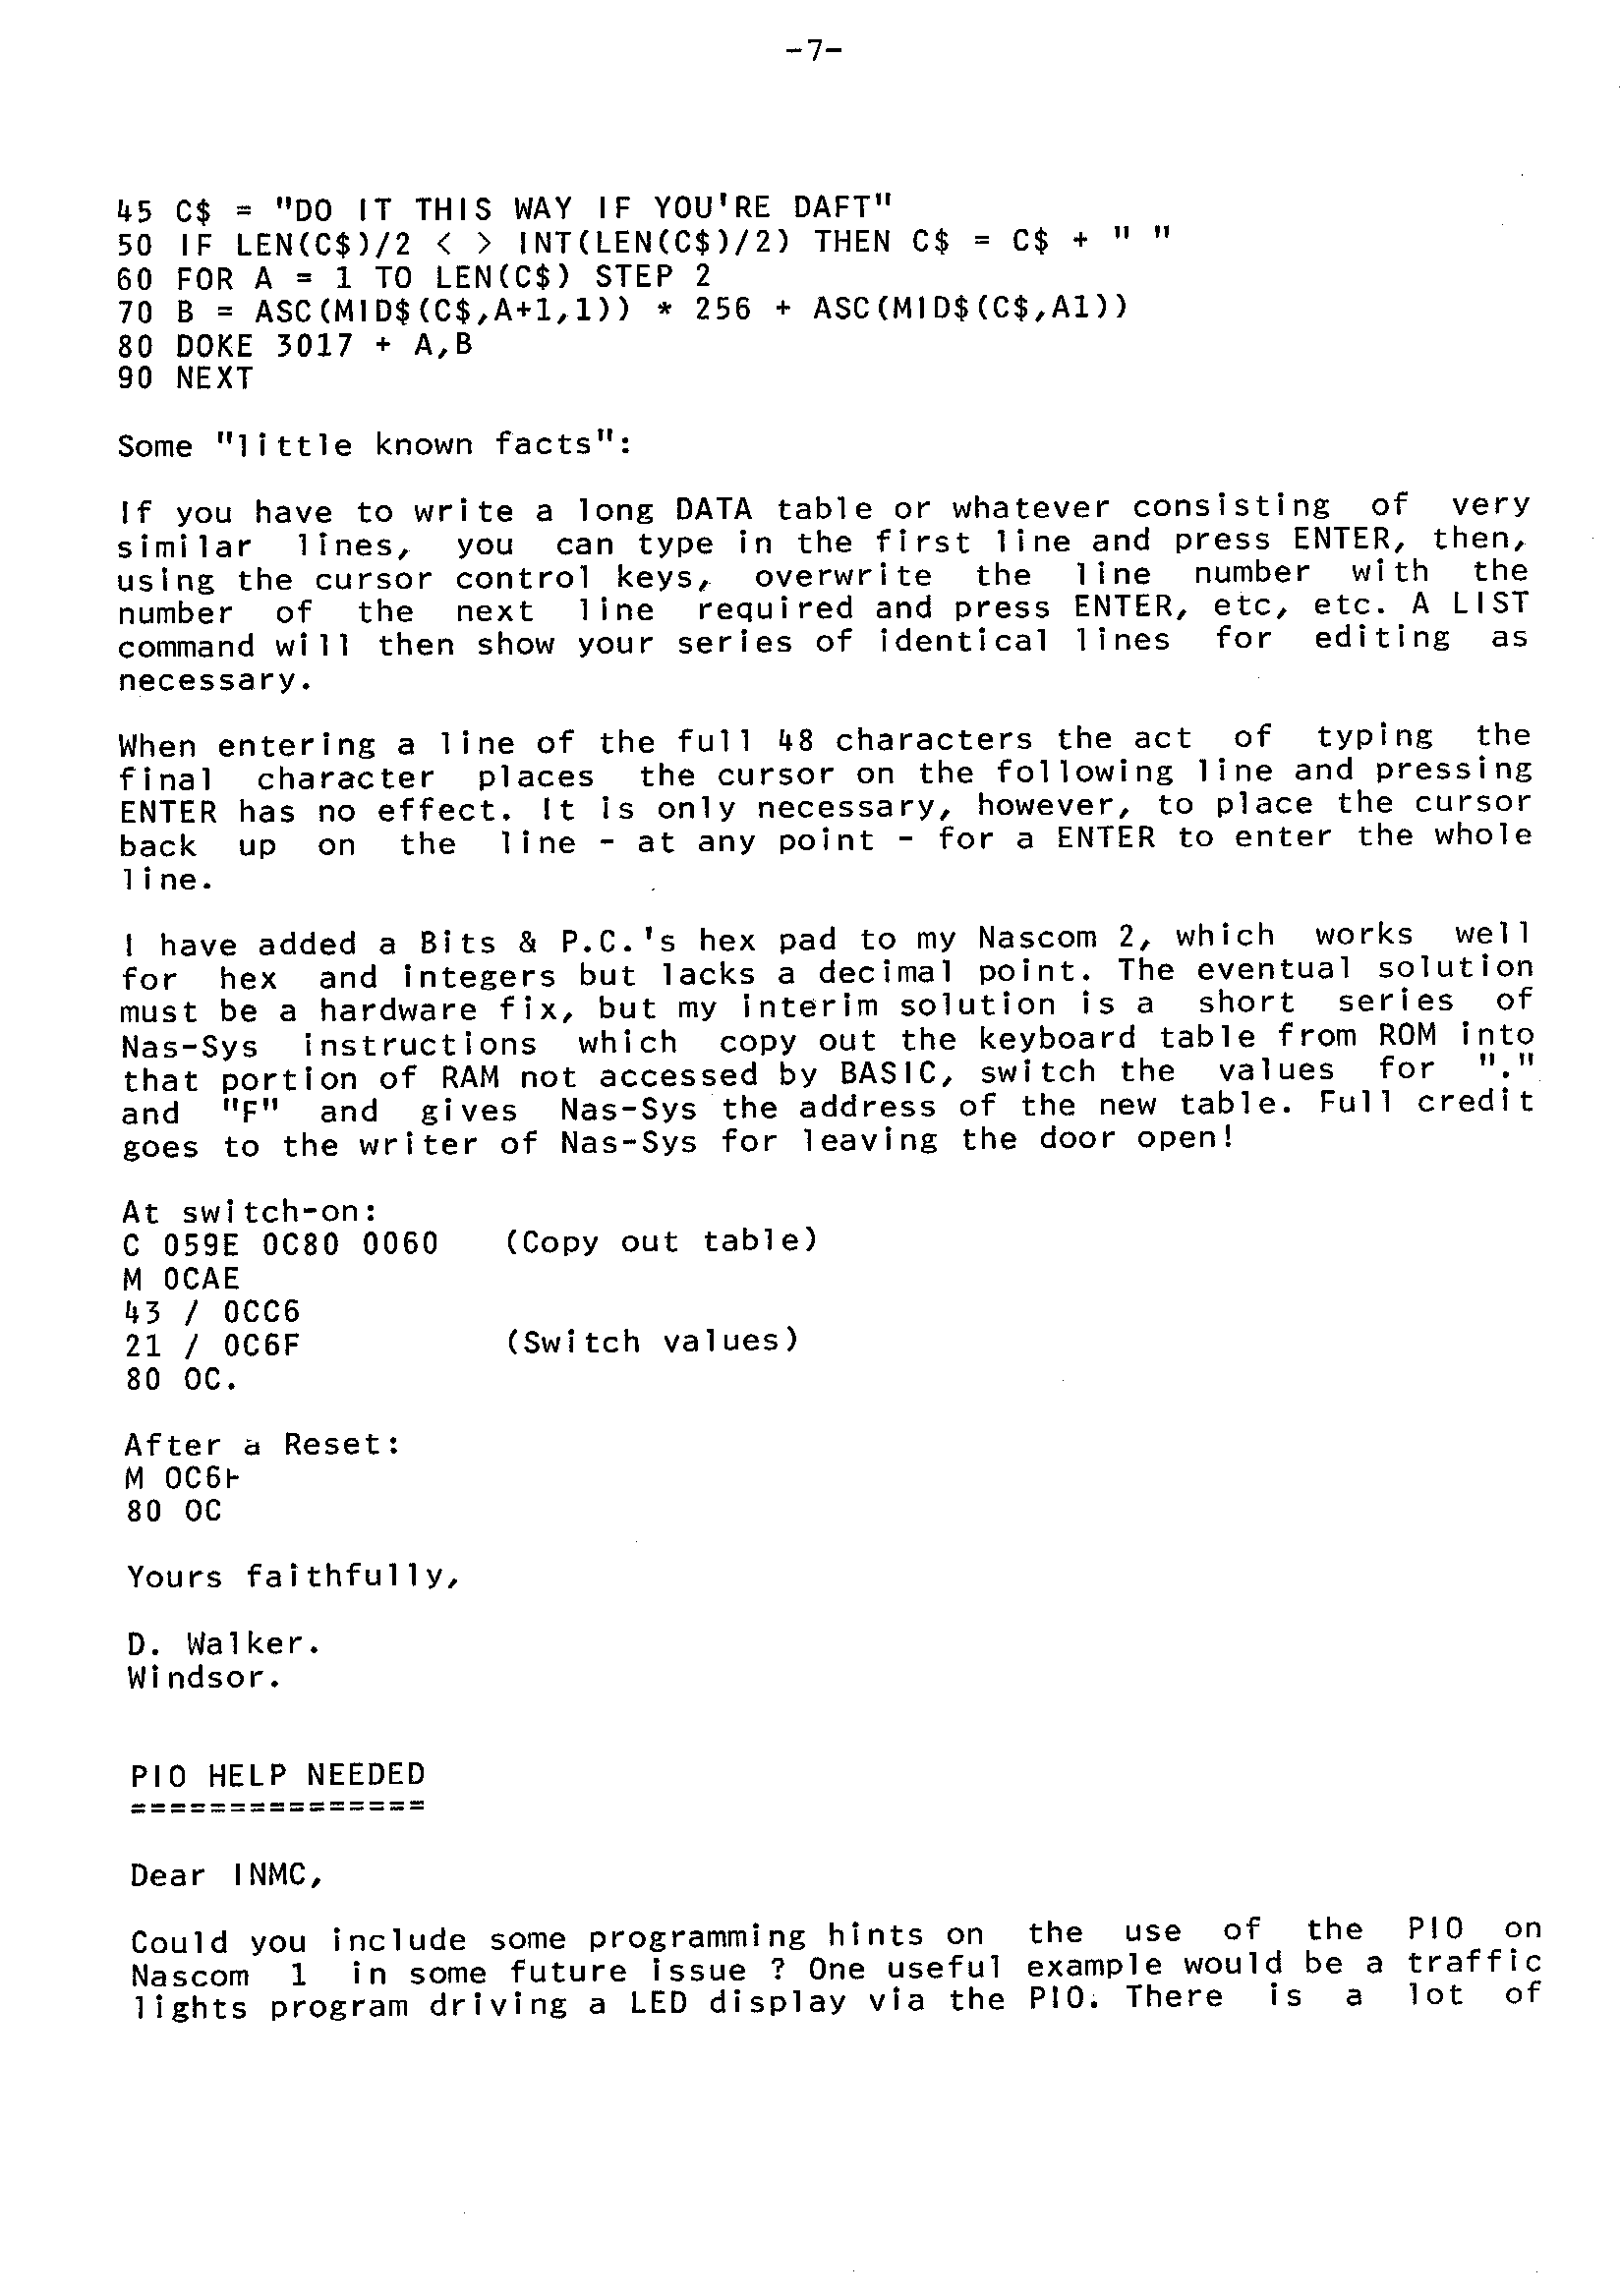 -7-
45 C$ = "DO IT THIS WAY IF YOU'RE DAFT"
50 IF LEN(C$)/2 < > INT(LEN(C$)/2) THEN C$ = C$ + " "
60 FOR A = 1 TO LEN(C$) STEP 2
70 B = ASC(MID$(C$,A+1,1)) * 256 + ASC(MID$(C$,A1))
80 DOKE 3017 + A,B
90 NEXT
Some "little known facts":
If you have to write a long DATA table or whatever consisting of very
similar lines, you can type in the first line and press ENTER, then,
using the cursor control keys, overwrite the line number with the
number of the next line required and press ENTER, etc, etc. A LIST
command will then show your series of identical lines for editing as
necessary.
When entering a line of the full 48 characters the act of typing the
final character places the cursor on the following line and pressing
ENTER has no effect. It is only necessary, however, to place the cursor
back up on the line - at any point - for a ENTER to enter the whole
line.
I have added a Bits & P.C.'s hex pad to my Nascom 2, which works well
for hex and integers but lacks a decimal point. The eventual solution
must be a hardware fix, but my interim solution is a short series of
Nas-Sys instructions which copy out the keyboard table from ROM into
that portion of RAM not accessed by BASIC, switch the values for "."
and "F" and gives Nas-Sys the address of the new table. Full credit
goes to the writer of Nas-Sys for leaving the door open!
At switch-on:
C 059E 0C80 0060 (Copy out table)
M 0CAE
43 / 0CC6
21 / 0C6F (Switch values)
80 0C.
After a Reset:
M 0C6F
80 0C
Yours faithfully,
D. Walker.
Windsor.
PIO HELP NEEDED
===============
Dear INMC,
Could you include some programming hints on the use of the PIO on
Nascom 1 in some future issue ? One useful example would be a traffic
lights program driving a LED display via the PIO. There is a lot of